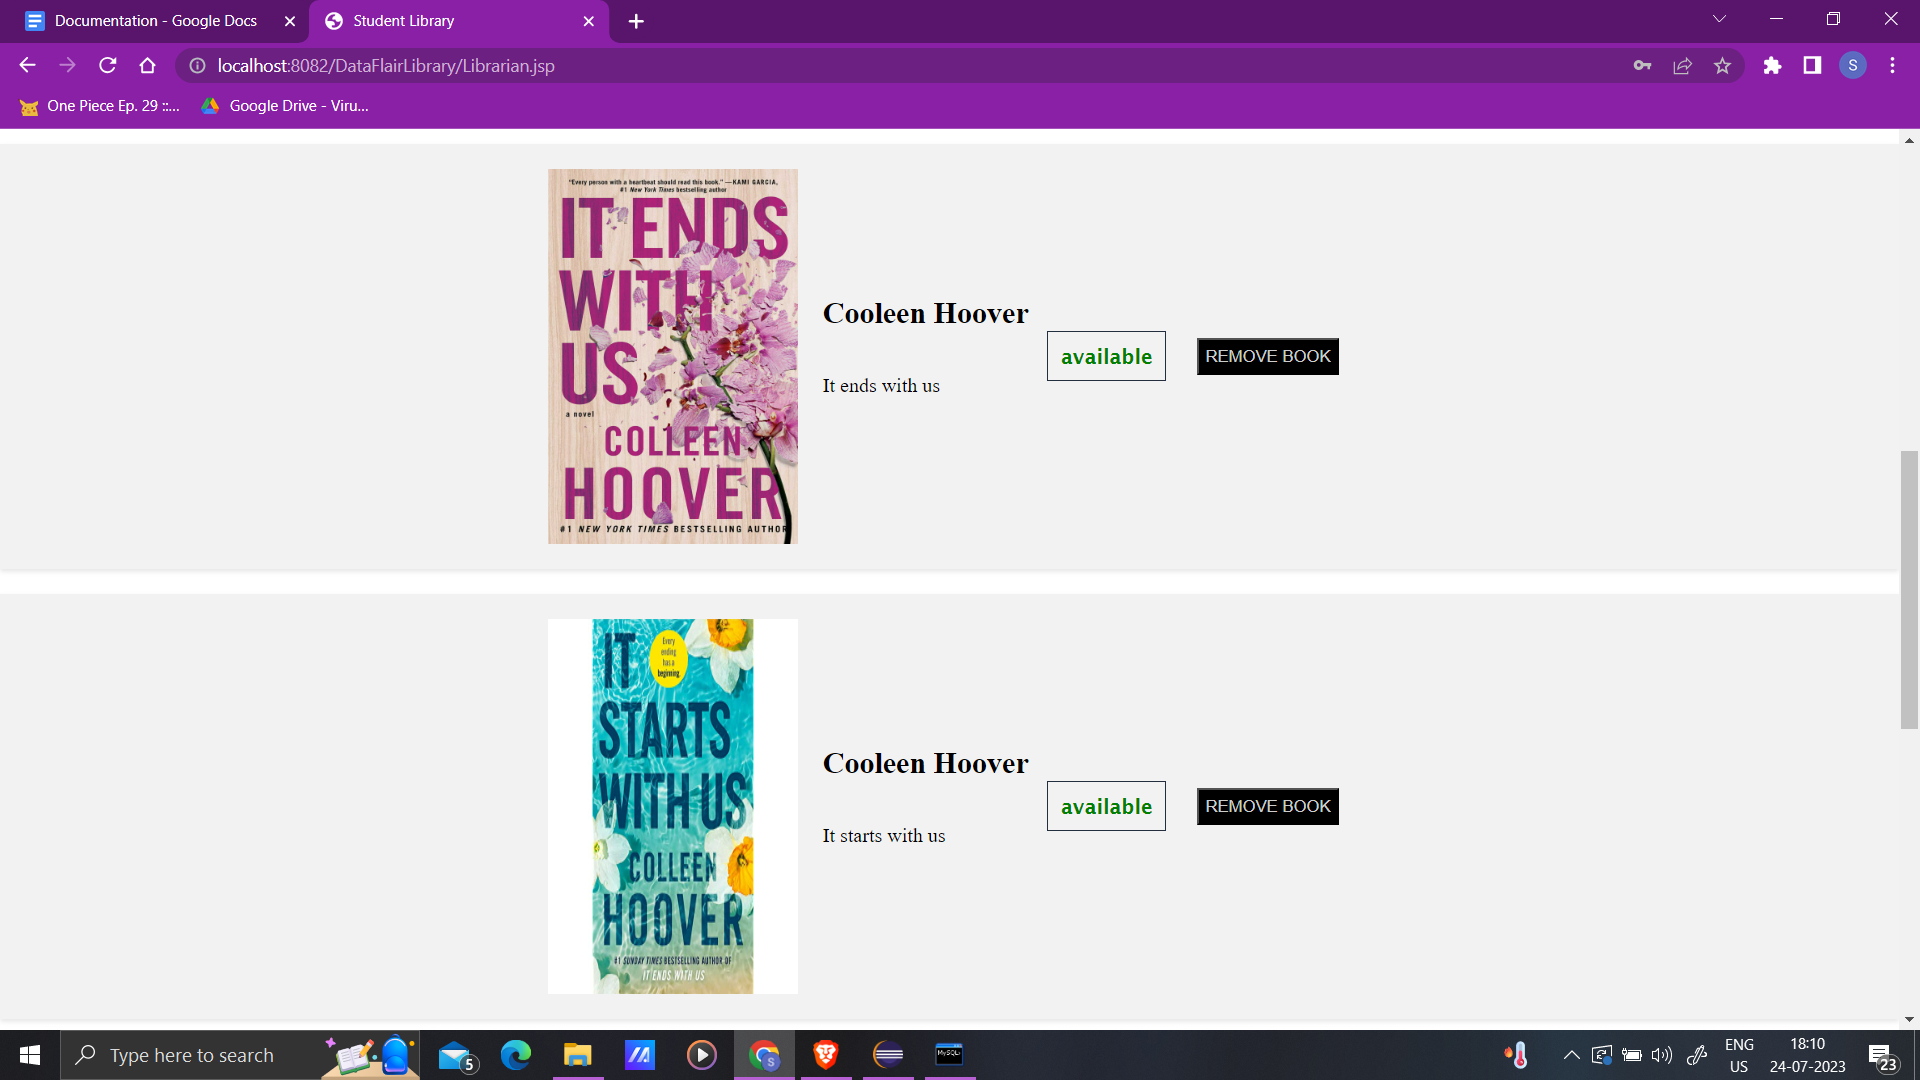 Documentation - Google Docs
Student Library
localhost:8082/DataFlairLibrary/Librarian.jsp
S
One Piece Ep. 29 ::...
Google Drive - Viru...
"Every person with a heartbeat should read this book." —KAMI GARCIA,
#1 New York Times bestselling author
IT ENDS
WITH
US
a novel
COLLEEN
HOOVER
#1 NEW YORK TIMES BESTSELLING AUTHOR
Cooleen Hoover
available
REMOVE BOOK
It ends with us
IT
Every
ending
has a
beginning.
STARTS
WITH US
COLLEEN
HOOVER
#1 SUNDAY TIMES BESTSELLING AUTHOR OF
IT ENDS WITH US
Cooleen Hoover
available
REMOVE BOOK
It starts with us
Type here to search
5
S
MySQL
ENG
US
18:10
24-07-2023
23